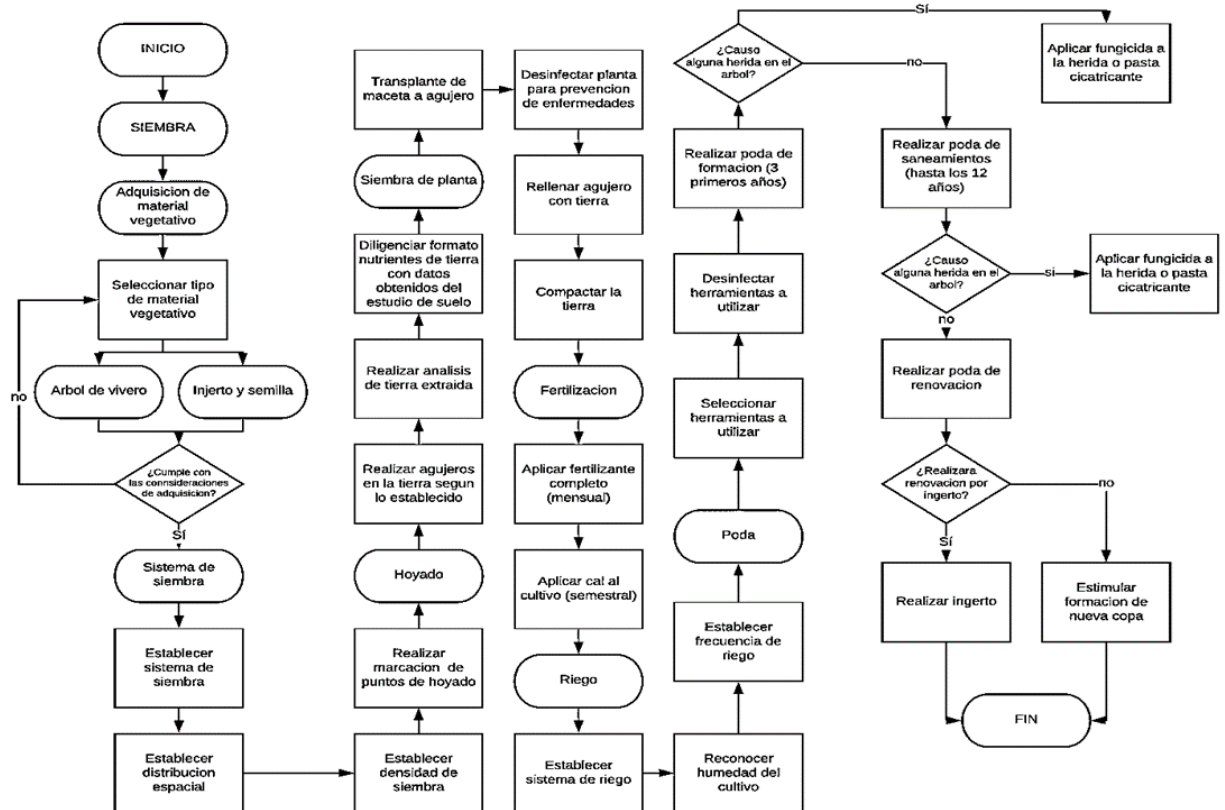 INICIO
SIEMBRA
Adquisicion de
material
vegetativo
Seleccionar tipo
de material
vegetativo
Arbol de vivero
Injerto y semilla
no
¿Cumple con
las connsideraciones
de adquisicion?
Sí
Sistema de
siembra
Establecer
sistema de
siembra
Establecer
distribucion
espacial
Establecer
densidad de
siembra
Realizar
marcacion de
puntos de hoyado
Hoyado
Realizar agujeros
en la tierra segun
lo establecido
Realizar analisis
de tierra extraida
Diligenciar formato
nutrientes de tierra
con datos
obtenidos del
estudio de suelo
Siembra de planta
Transplante de
maceta a agujero
Desinfectar planta
para prevencion
de enfermedades
Rellenar agujero
con tierra
Compactar la
tierra
Fertilizacion
Aplicar fertilizante
completo
(mensual)
Aplicar cal al
cultivo (semestral)
Riego
Establecer
sistema de riego
Reconocer
humedad del
cultivo
Establecer
frecuencia de
riego
Poda
Seleccionar
herramientas a
utilizar
Desinfectar
herramientas a
utilizar
Realizar poda de
formacion (3
primeros años)
¿Causo
alguna herida en el
arbol?
Sí
Aplicar fungicida a
la herida o pasta
cicatricante
no
Realizar poda de
saneamientos
(hasta los 12
años)
¿Causo
alguna herida en el
arbol?
si
Aplicar fungicida a
la herida o pasta
cicatricante
no
Realizar poda de
renovacion
¿Realizara
renovacion por
ingerto?
no
Sí
Realizar ingerto
Estimular
formacion de
nueva copa
FIN